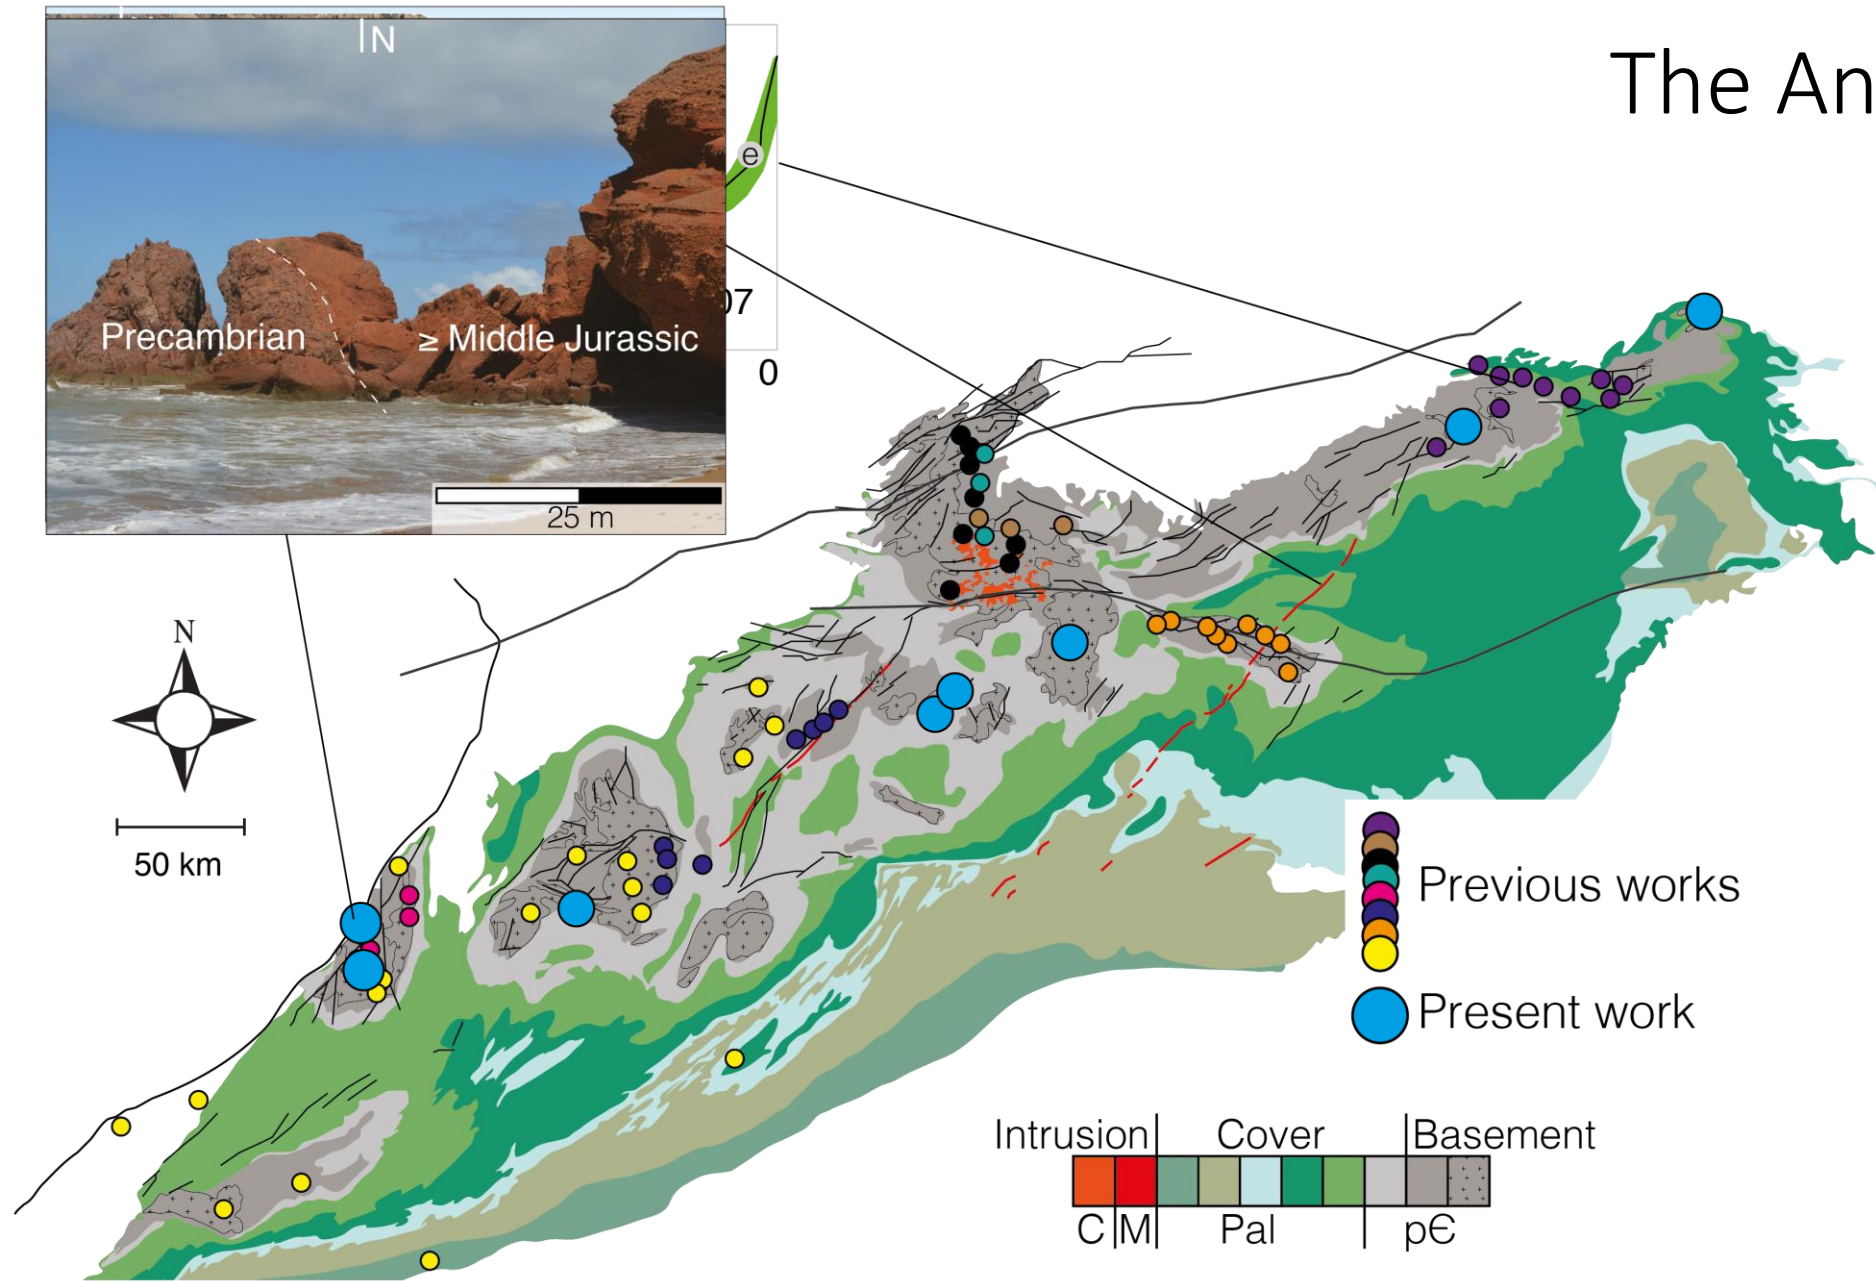 The An
N
Precambrian
≥ Middle Jurassic
25 m
e
07
0
N
50 km
x
Previous works
Present work
Intrusion
Cover
Basement
C
M
Pal
pЄ